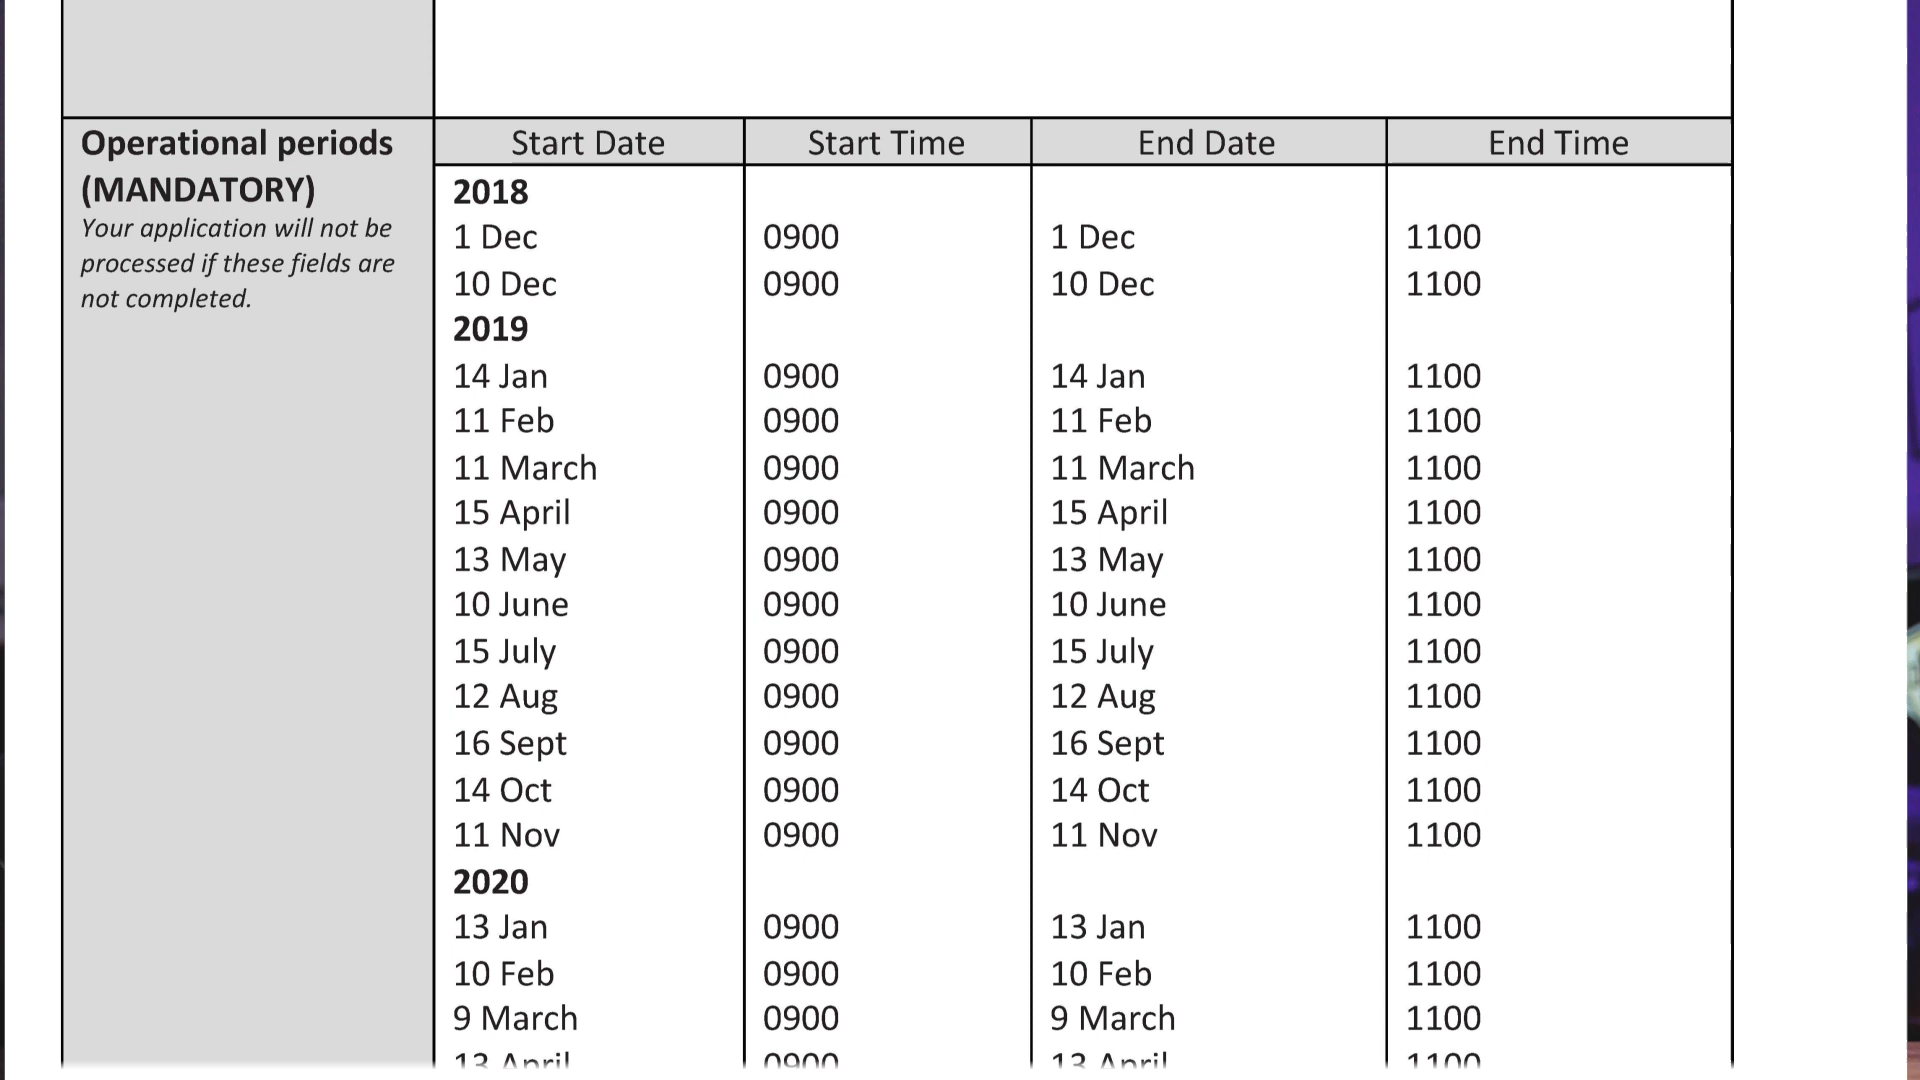 Operational periods
(MANDATORY)
Your application will not be
processed if these fields are
not completed.
Start Date Start Time End Date End Time
2018
1 Dec 0900 1 Dec 1100
10 Dec 0900 10 Dec 1100
2019
14 Jan 0900 14 Jan 1100
11 Feb 0900 11 Feb 1100
11 March 0900 11 March 1100
15 April 0900 15 April 1100
13 May 0900 13 May 1100
10 June 0900 10 June 1100
15 July 0900 15 July 1100
12 Aug 0900 12 Aug 1100
16 Sept 0900 16 Sept 1100
14 Oct 0900 14 Oct 1100
11 Nov 0900 11 Nov 1100
2020
13 Jan 0900 13 Jan 1100
10 Feb 0900 10 Feb 1100
9 March 0900 9 March 1100
13 April 0900 13 April 1100